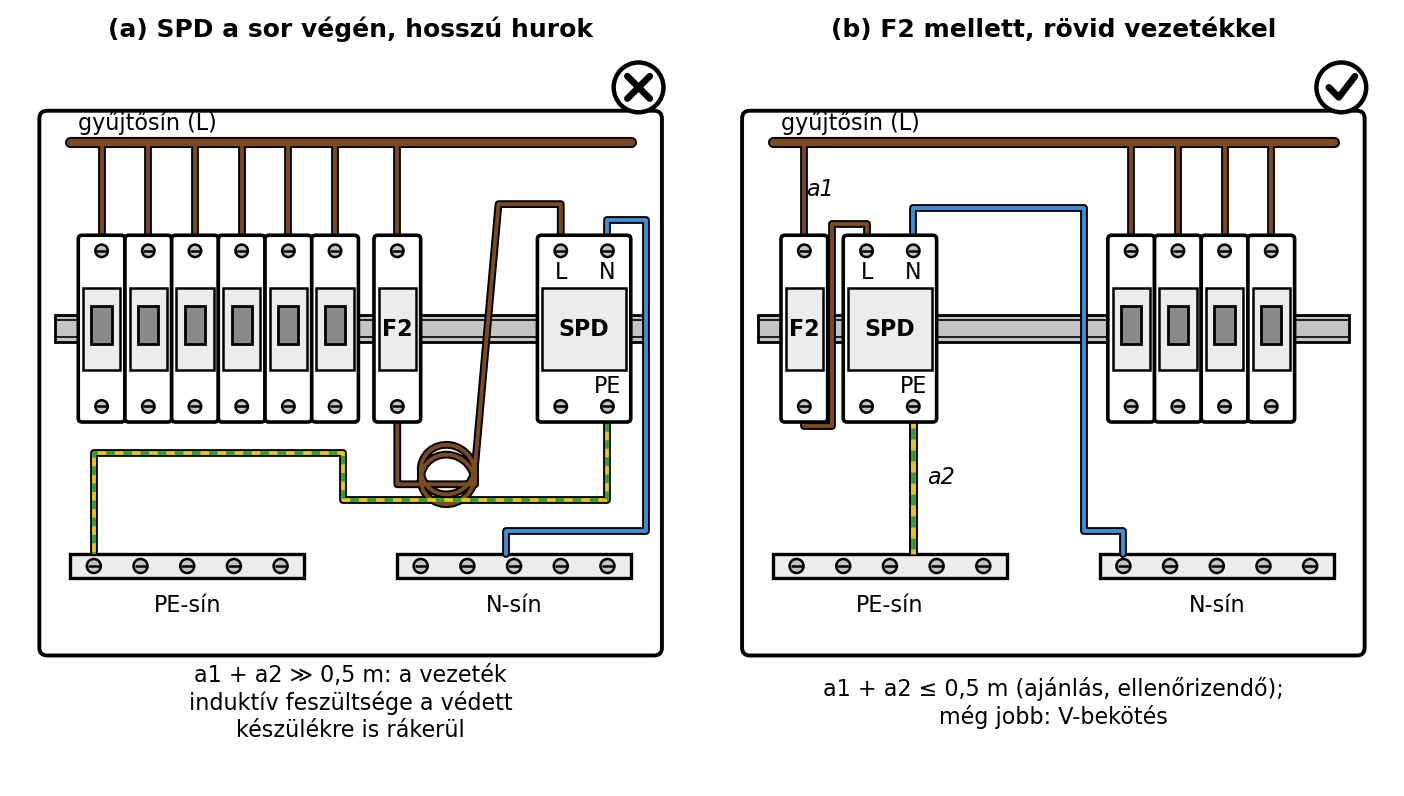 (a) SPD a sor végén, hosszú hurok
gyűjtősín (L)
L N
F2
SPD
PE
PE-sín
N-sín
a1 + a2 ≫ 0,5 m: a vezeték
induktív feszültsége a védett
készülékre is rákerül
(b) F2 mellett, rövid vezetékkel
gyűjtősín (L)
a1
L N
F2
SPD
PE
a2
PE-sín
N-sín
a1 + a2 ≤ 0,5 m (ajánlás, ellenőrizendő);
még jobb: V-bekötés